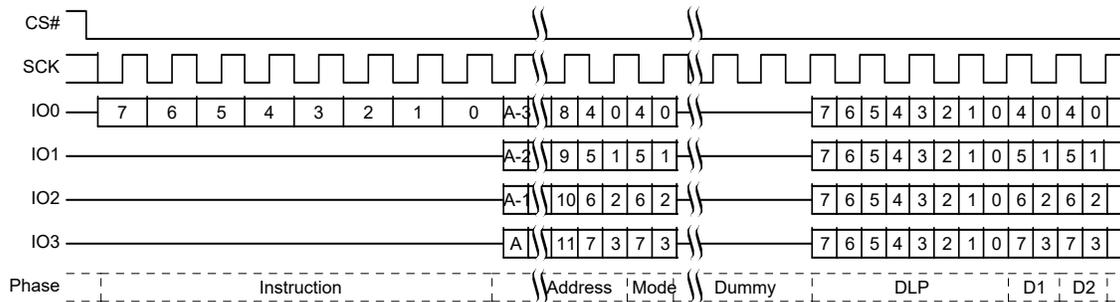 CS#
SCK
IO0 7 6 5 4 3 2 1 0 A-3 8 4 0 4 0 7 6 5 4 3 2 1 0 4 0 4 0
IO1 A-2 9 5 1 5 1 7 6 5 4 3 2 1 0 5 1 5 1
IO2 A-1 10 6 2 6 2 7 6 5 4 3 2 1 0 6 2 6 2
IO3 A 11 7 3 7 3 7 6 5 4 3 2 1 0 7 3 7 3
Phase Instruction Address Mode Dummy DLP D1 D2